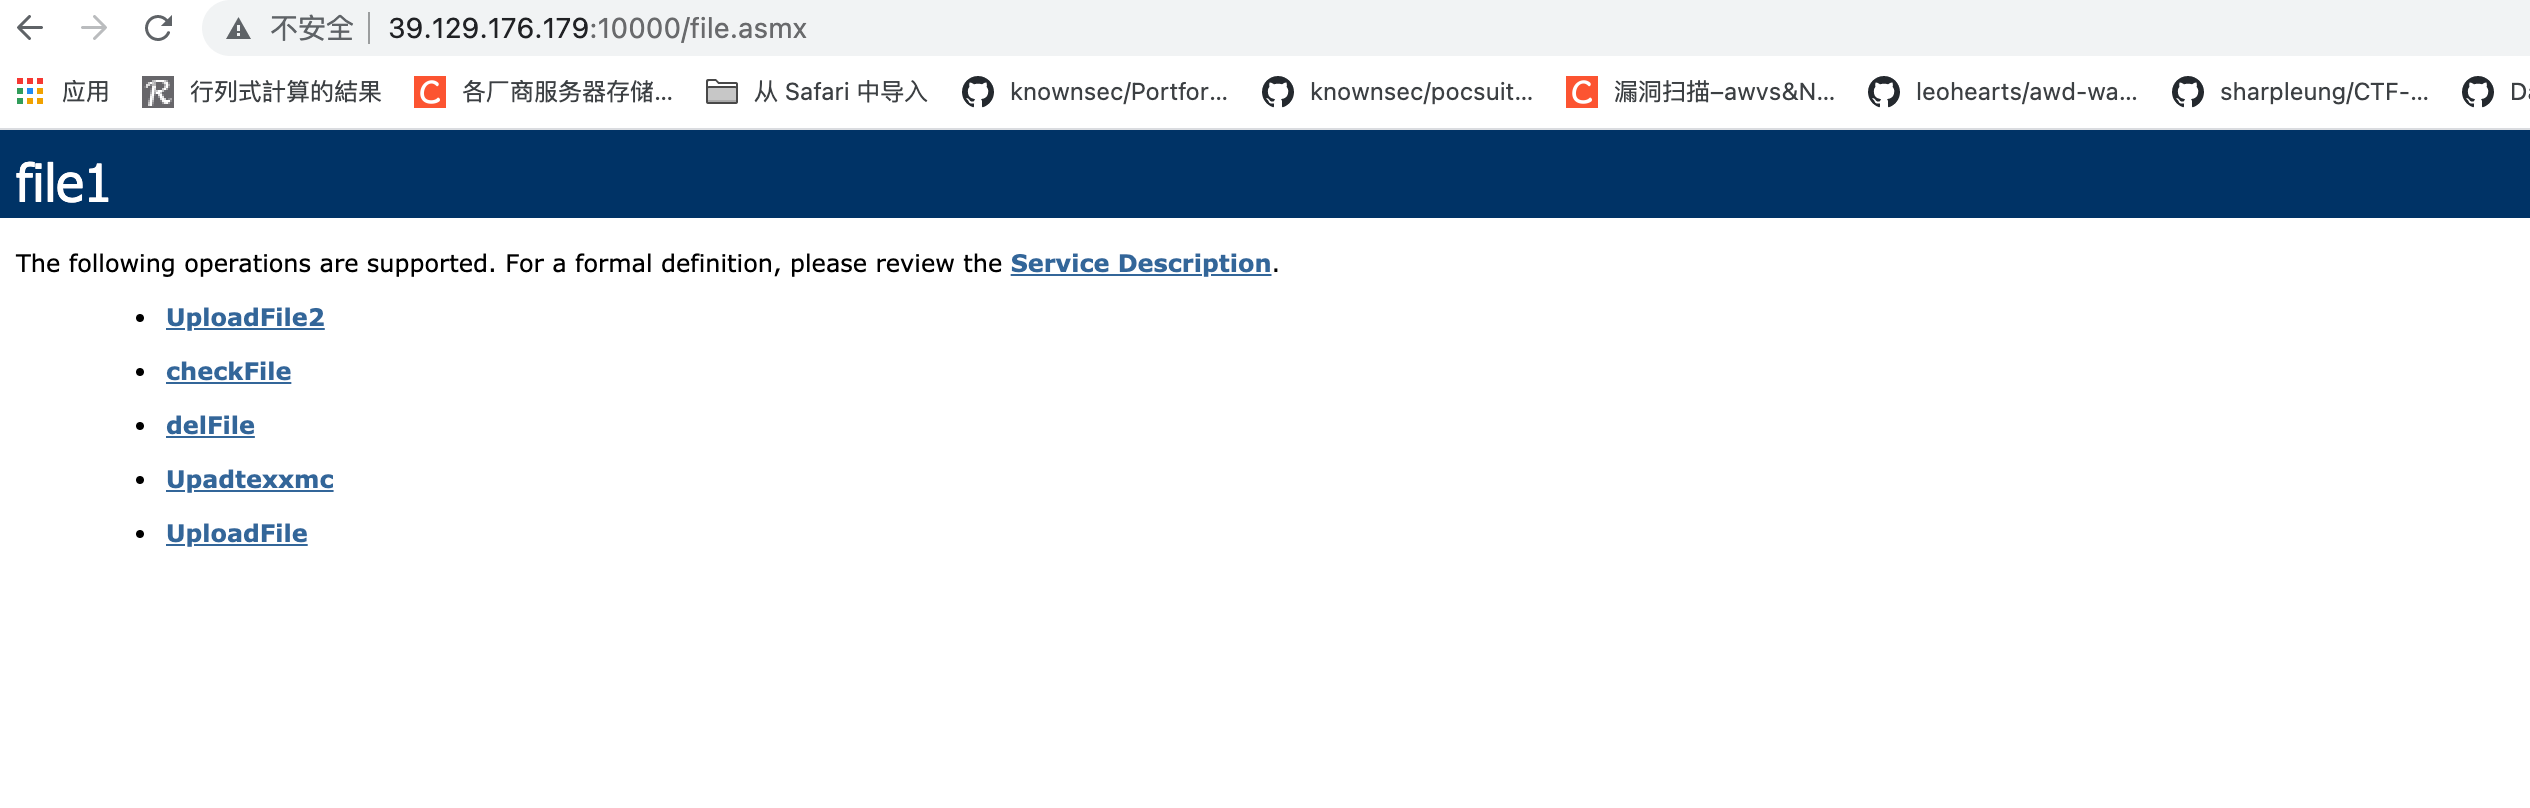 不安全 39.129.176.179:10000/file.asmx
应用 行列式計算的結果 各厂商服务器存储... 从 Safari 中导入 knownsec/Portfor... knownsec/pocsuit... 漏洞扫描–awvs&N... leohearts/awd-wa... sharpleung/CTF-... Da
file1
The following operations are supported. For a formal definition, please review the Service Description.
UploadFile2
checkFile
delFile
Upadtexxmc
UploadFile